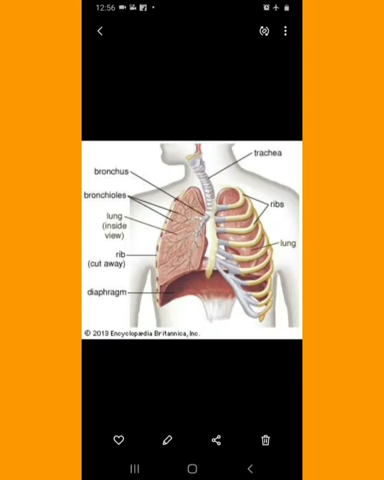 12:56
trachea
bronchus
bronchioles
ribs
lung
(inside
view)
lung
rib
(cut away)
diaphragm
© 2013 Encyclopædia Britannica, Inc.